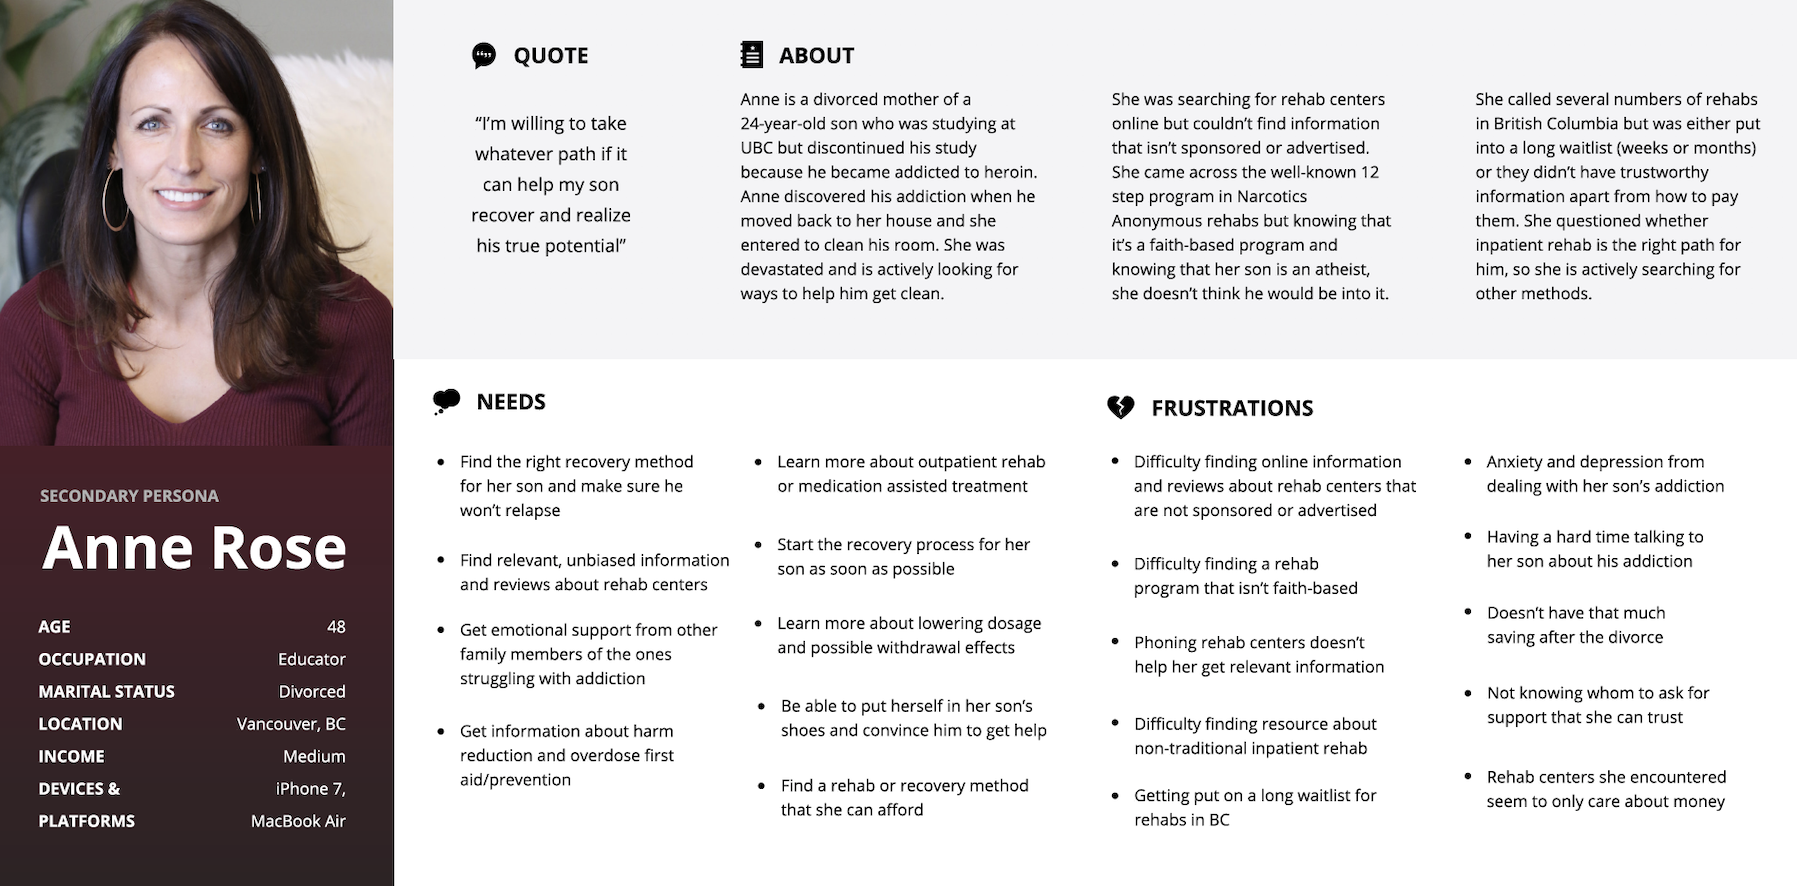 SECONDARY PERSONA
Anne Rose
AGE 48
OCCUPATION Educator
MARITAL STATUS Divorced
LOCATION Vancouver, BC
INCOME Medium
DEVICES & iPhone 7,
PLATFORMS MacBook Air
QUOTE
“I’m willing to take
whatever path if it
can help my son
recover and realize
his true potential”
ABOUT
Anne is a divorced mother of a
24-year-old son who was studying at
UBC but discontinued his study
because he became addicted to heroin.
Anne discovered his addiction when he
moved back to her house and she
entered to clean his room. She was
devastated and is actively looking for
ways to help him get clean.
She was searching for rehab centers
online but couldn’t find information
that isn’t sponsored or advertised.
She came across the well-known 12
step program in Narcotics
Anonymous rehabs but knowing that
it’s a faith-based program and
knowing that her son is an atheist,
she doesn’t think he would be into it.
She called several numbers of rehabs
in British Columbia but was either put
into a long waitlist (weeks or months)
or they didn’t have trustworthy
information apart from how to pay
them. She questioned whether
inpatient rehab is the right path for
him, so she is actively searching for
other methods.
NEEDS
• Find the right recovery method
for her son and make sure he
won’t relapse
• Find relevant, unbiased information
and reviews about rehab centers
• Get emotional support from other
family members of the ones
struggling with addiction
• Get information about harm
reduction and overdose first
aid/prevention
• Learn more about outpatient rehab
or medication assisted treatment
• Start the recovery process for her
son as soon as possible
• Learn more about lowering dosage
and possible withdrawal effects
• Be able to put herself in her son’s
shoes and convince him to get help
• Find a rehab or recovery method
that she can afford
FRUSTRATIONS
• Difficulty finding online information
and reviews about rehab centers that
are not sponsored or advertised
• Difficulty finding a rehab
program that isn’t faith-based
• Phoning rehab centers doesn’t
help her get relevant information
• Difficulty finding resource about
non-traditional inpatient rehab
• Getting put on a long waitlist for
rehabs in BC
• Anxiety and depression from
dealing with her son’s addiction
• Having a hard time talking to
her son about his addiction
• Doesn’t have that much
saving after the divorce
• Not knowing whom to ask for
support that she can trust
• Rehab centers she encountered
seem to only care about money